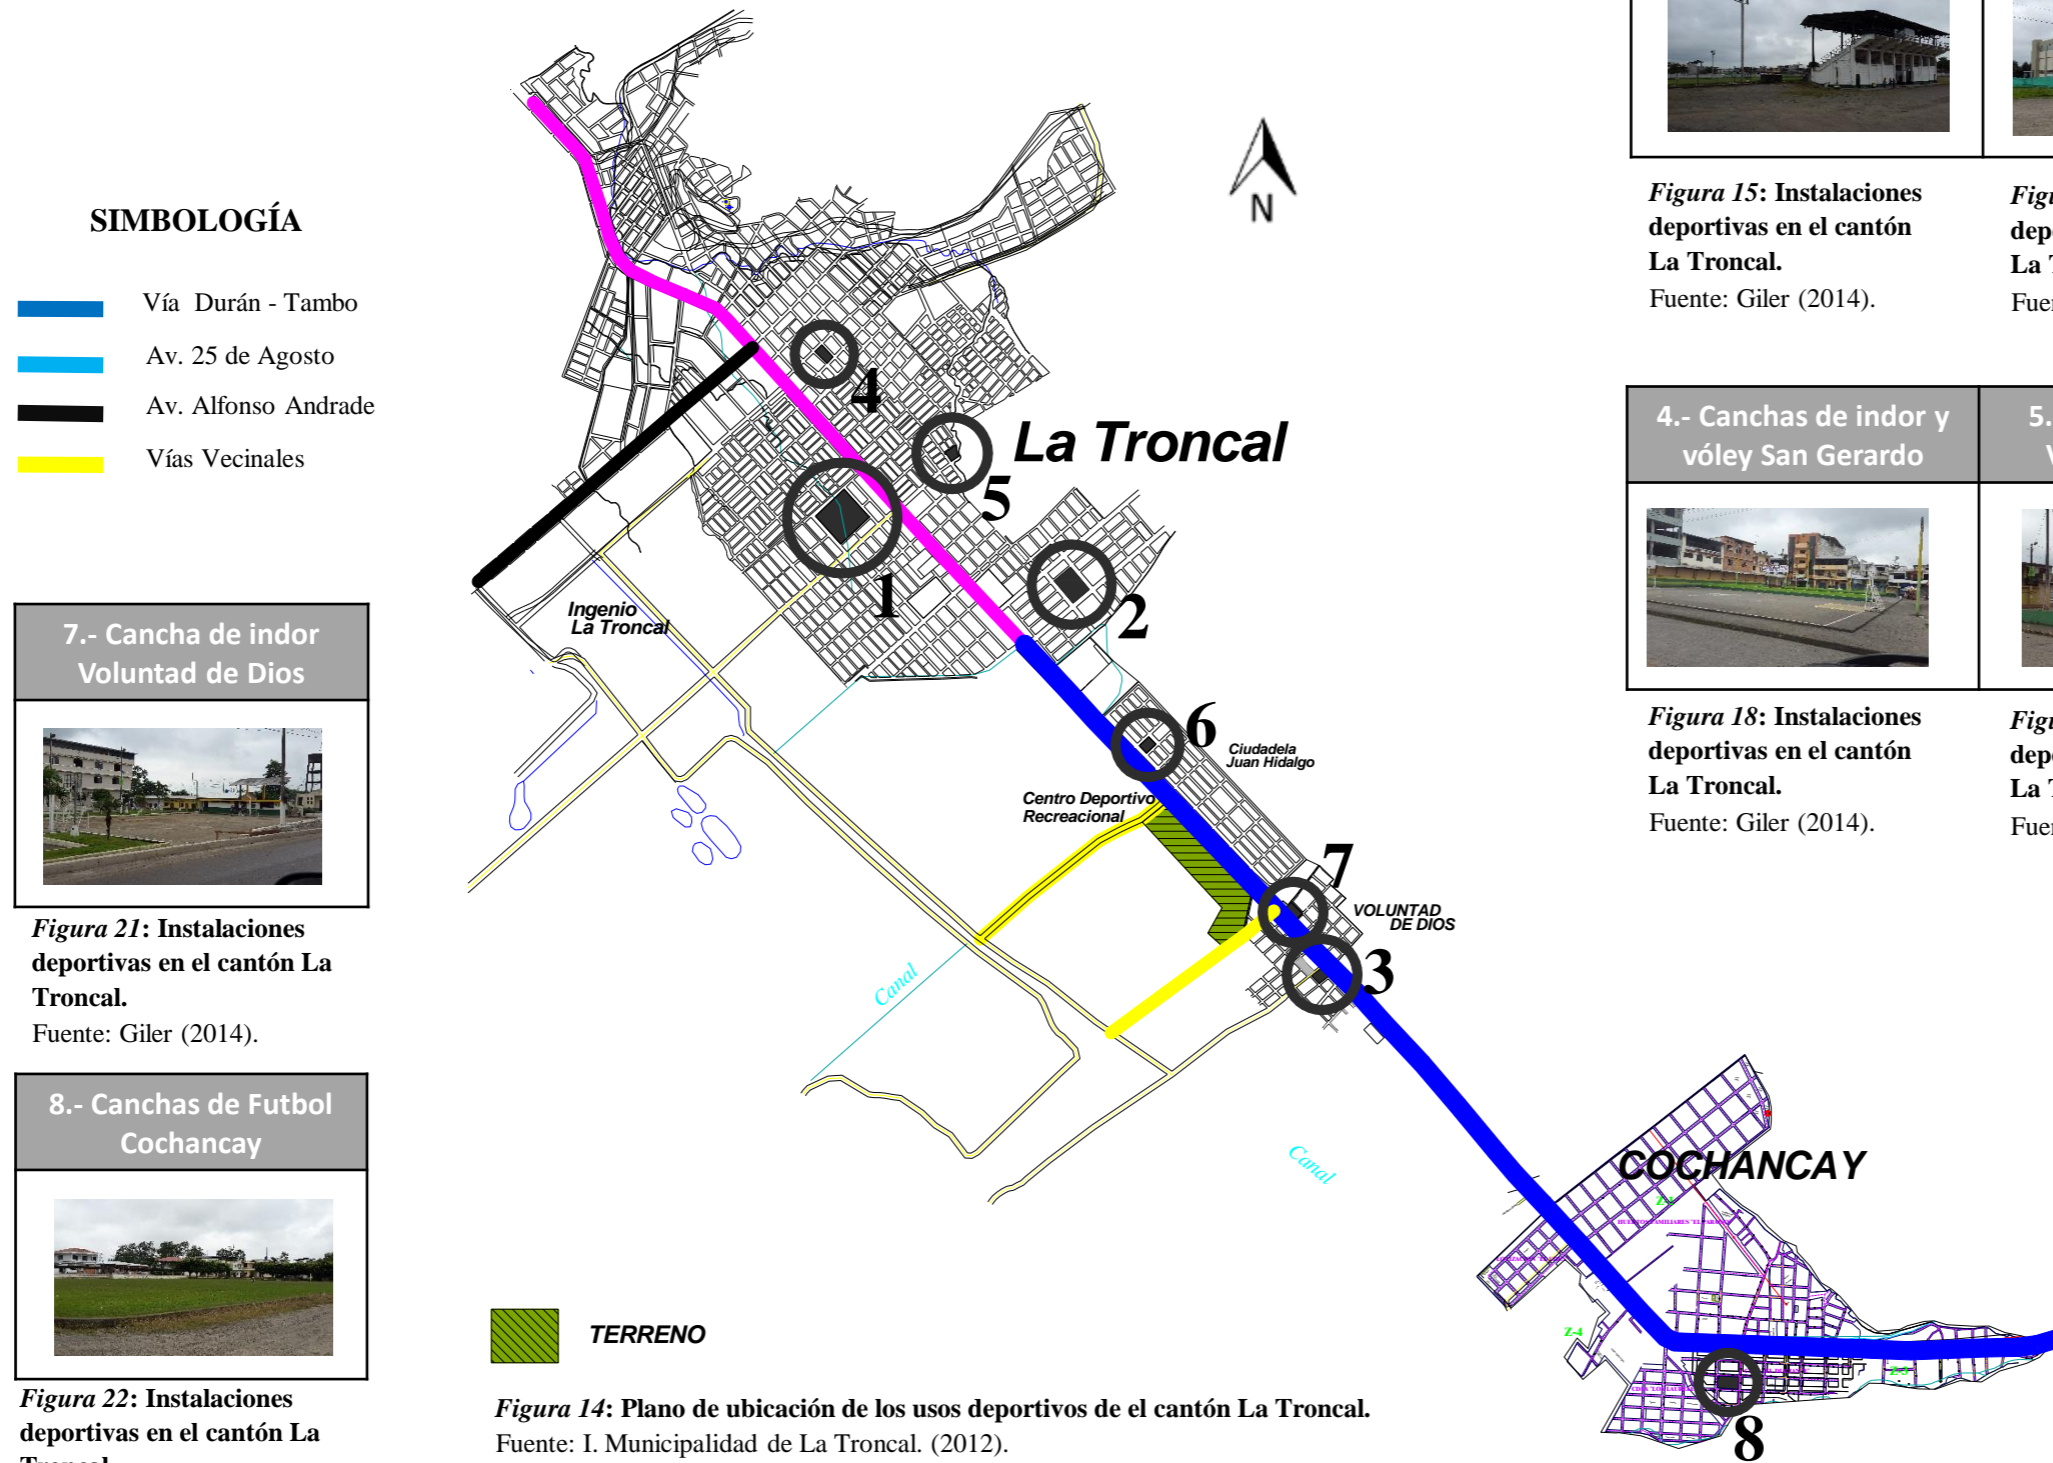 SIMBOLOGÍA
Vía Durán - Tambo
Av. 25 de Agosto
Av. Alfonso Andrade
Vías Vecinales
7.- Cancha de indor
Voluntad de Dios
Figura 21: Instalaciones
deportivas en el cantón La
Troncal.
Fuente: Giler (2014).
8.- Canchas de Futbol
Cochancay
Figura 22: Instalaciones
deportivas en el cantón La
Troncal
N
La Troncal
4
5
1
2
Ingenio
La Troncal
6
Ciudadela
Juan Hidalgo
Centro Deportivo
Recreacional
7
VOLUNTAD
DE DIOS
3
Canal
Canal
COCHANCAY
Z-4
8
TERRENO
Figura 14: Plano de ubicación de los usos deportivos de el cantón La Troncal.
Fuente: I. Municipalidad de La Troncal. (2012).
Figura 15: Instalaciones
deportivas en el cantón
La Troncal.
Fuente: Giler (2014).
4.- Canchas de indor y
vóley San Gerardo
5.
Figura 18: Instalaciones
deportivas en el cantón
La Troncal.
Fuente: Giler (2014).